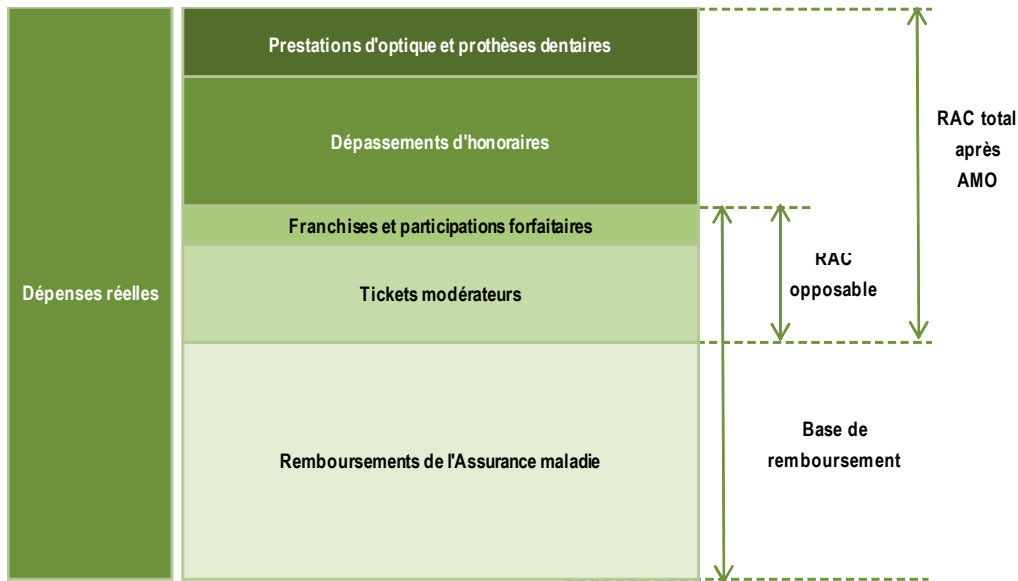 Prestations d'optique et prothèses dentaires
Dépassements d'honoraires
Franchises et participations forfaitaires
Tickets modérateurs
Remboursements de l'Assurance maladie
Dépenses réelles
RAC total
après
AMO
RAC
opposable
Base de
remboursement